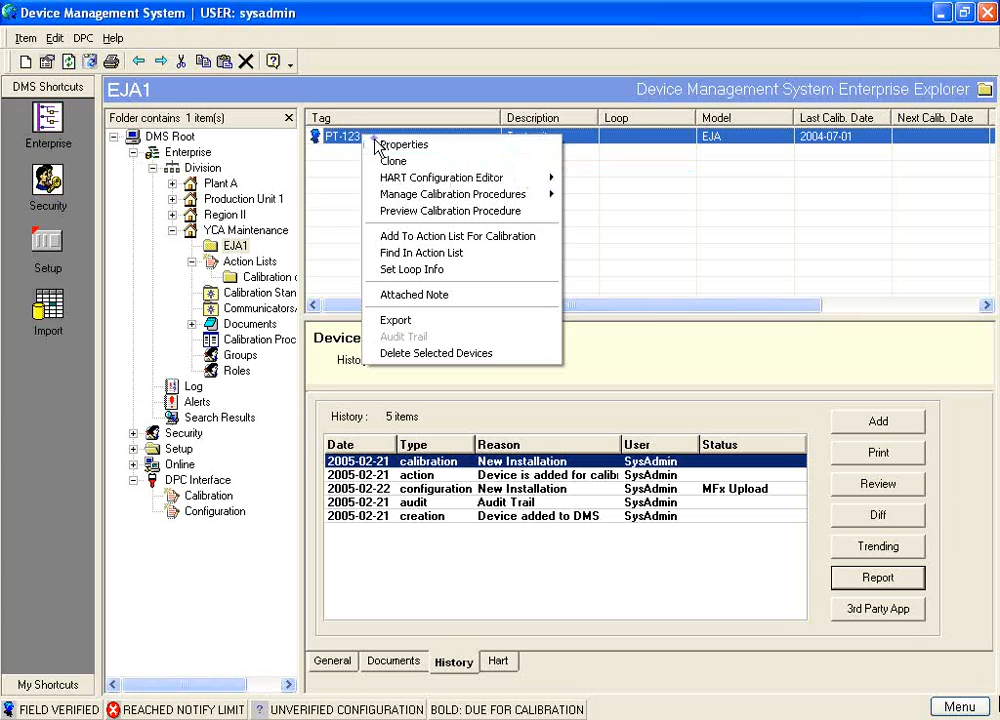 Device Management System | USER: sysadmin
Item Edit DPC Help
DMS Shortcuts
Enterprise
Security
Setup
Import
My Shortcuts
EJA1
Device Management System Enterprise Explorer
Folder contains 1 item(s)
DMS Root
Enterprise
Division
Plant A
Production Unit 1
Region II
YCA Maintenance
EJA1
Action Lists
Calibration
Calibration Stan
Communicators/
Documents
Calibration Proc
Groups
Roles
Log
Alerts
Search Results
Security
Setup
Online
DPC Interface
Calibration
Configuration
Tag Description Loop Model Last Calib. Date Next Calib. Date
PT-123 EJA 2004-07-01
Properties
Clone
HART Configuration Editor
Manage Calibration Procedures
Preview Calibration Procedure
Add To Action List For Calibration
Find In Action List
Set Loop Info
Attached Note
Export
Audit Trail
Delete Selected Devices
Device
Histo
History : 5 items
Date Type Reason User Status
2005-02-21 calibration New Installation SysAdmin
2005-02-21 action Device is added for calib SysAdmin
2005-02-22 configuration New Installation SysAdmin MFx Upload
2005-02-21 audit Audit Trail SysAdmin
2005-02-21 creation Device added to DMS SysAdmin
Add
Print
Review
Diff
Trending
Report
3rd Party App
General Documents History Hart
FIELD VERIFIED REACHED NOTIFY LIMIT ? UNVERIFIED CONFIGURATION BOLD: DUE FOR CALIBRATION Menu